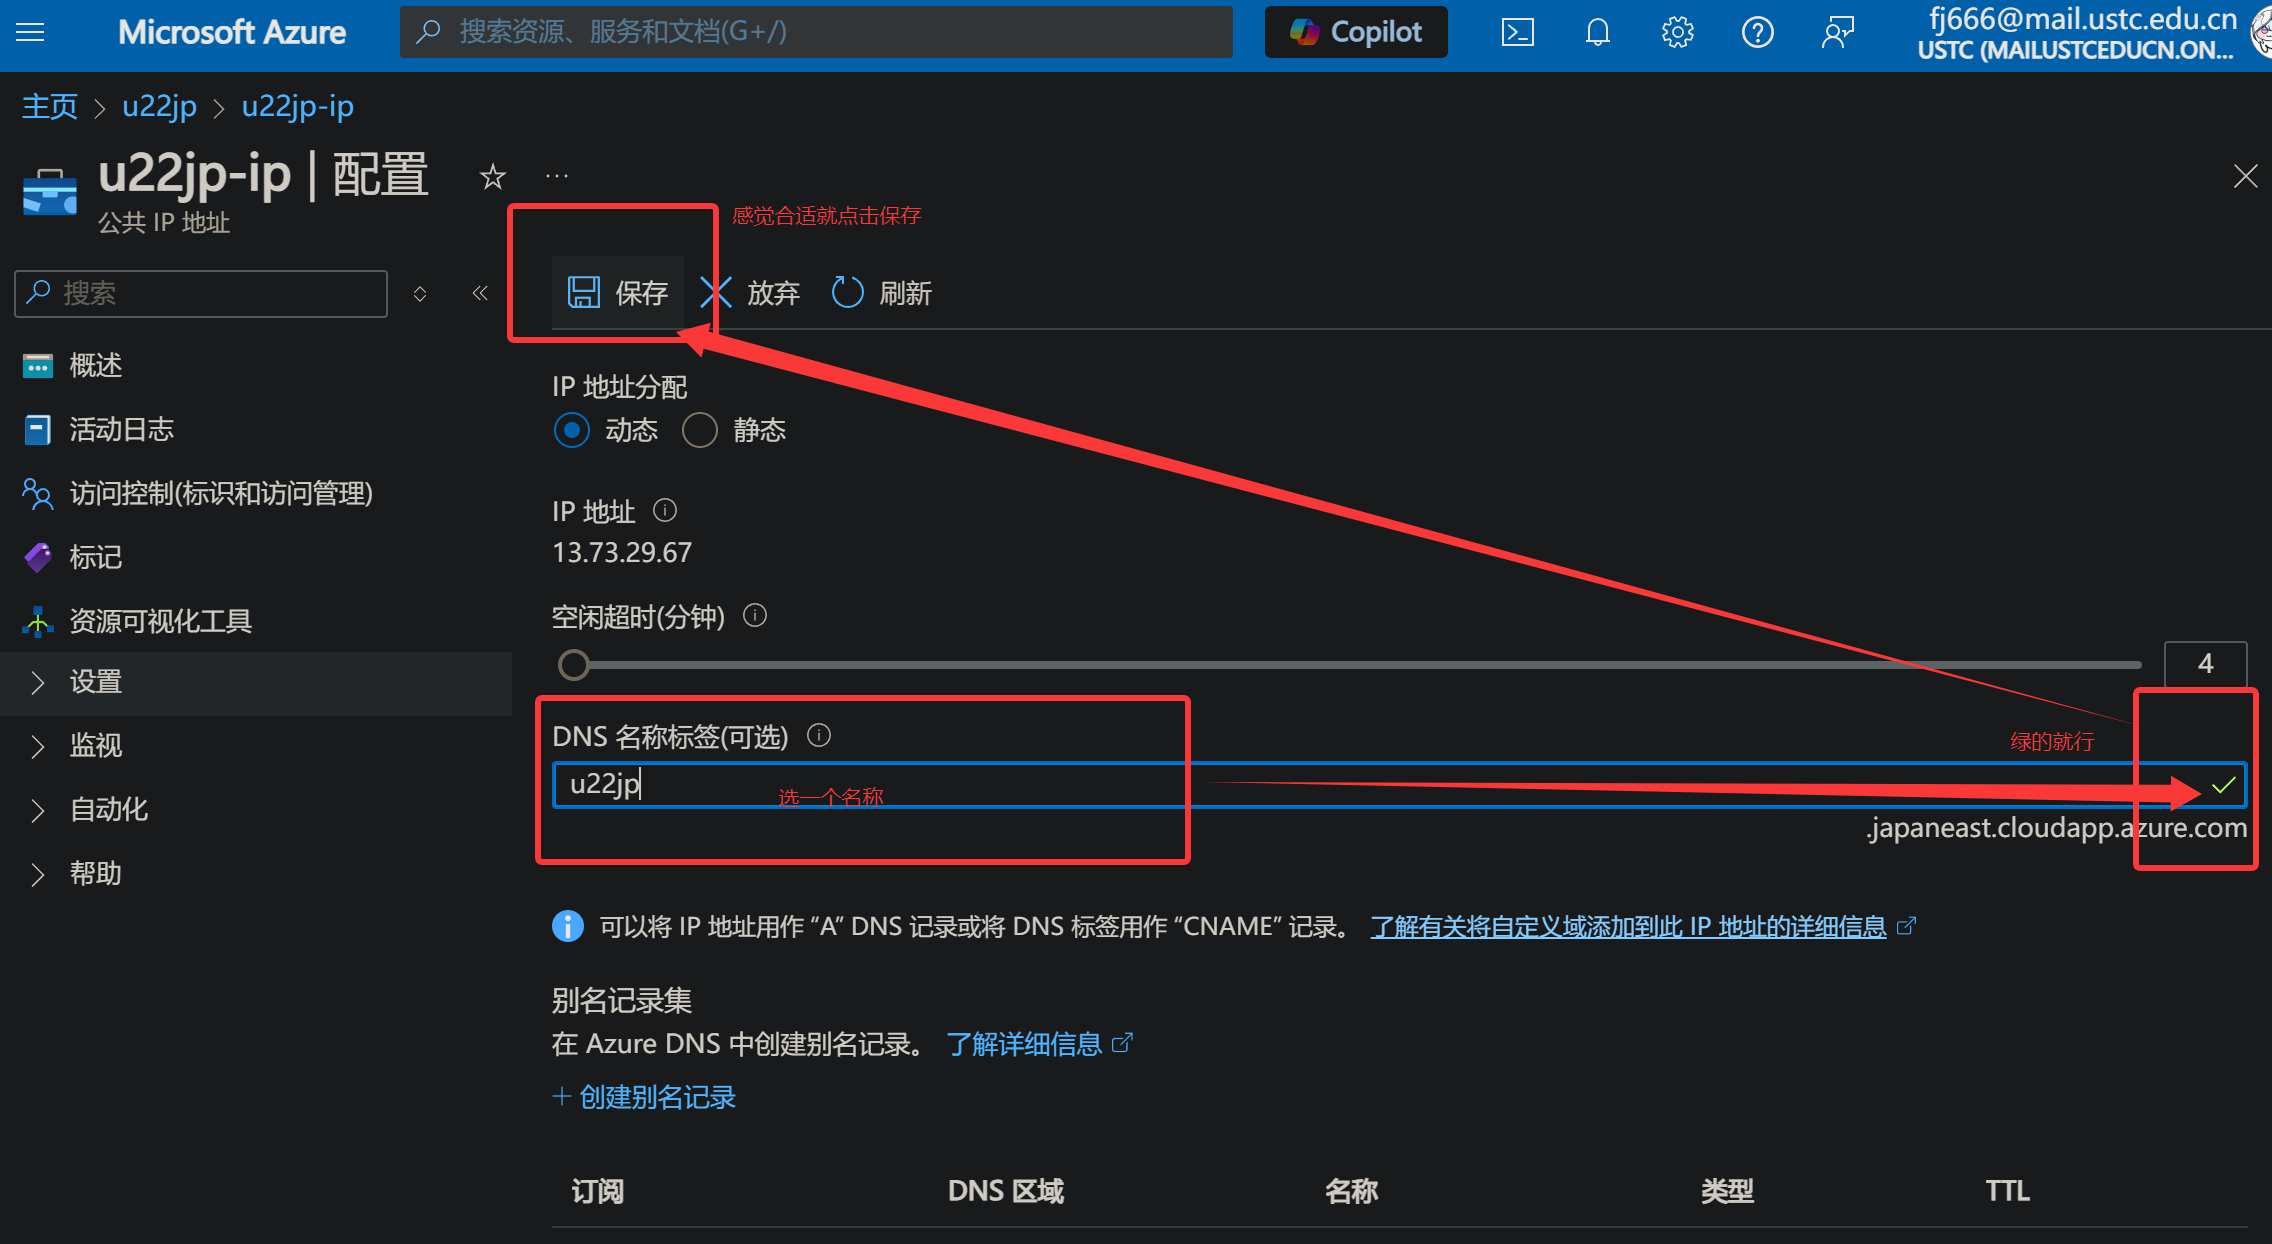 Microsoft Azure
搜索资源、服务和文档(G+/)
Copilot
fj666@mail.ustc.edu.cn
USTC (MAILUSTCEDUCN.ON...
主页 > u22jp > u22jp-ip
u22jp-ip | 配置
公共 IP 地址
感觉合适就点击保存
搜索
保存
放弃
刷新
概述
活动日志
访问控制(标识和访问管理)
标记
资源可视化工具
设置
监视
自动化
帮助
IP 地址分配
动态
静态
IP 地址
13.73.29.67
空闲超时(分钟)
4
DNS 名称标签(可选)
绿的就行
u22jp
选一个名称
.japaneast.cloudapp.azure.com
可以将 IP 地址用作 “A” DNS 记录或将 DNS 标签用作 “CNAME” 记录。 了解有关将自定义域添加到此 IP 地址的详细信息
别名记录集
在 Azure DNS 中创建别名记录。 了解详细信息
+ 创建别名记录
订阅 DNS 区域 名称 类型 TTL